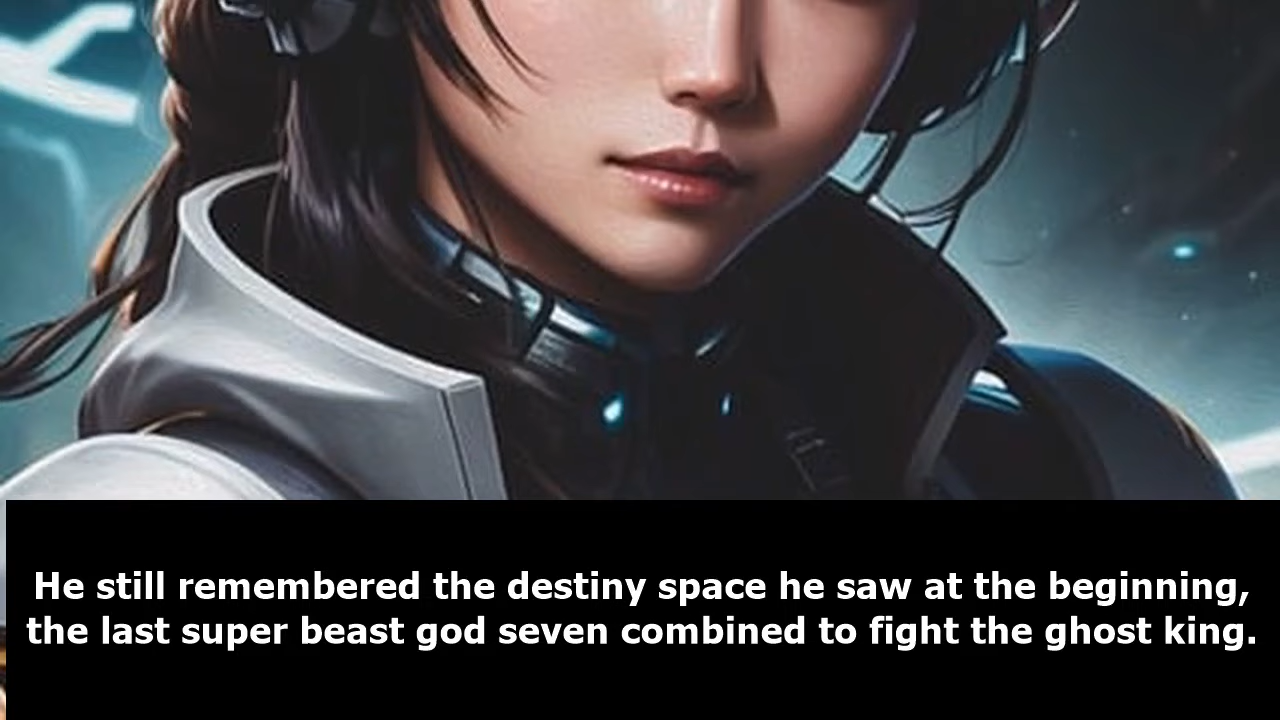 He still remembered the destiny space he saw at the beginning,
the last super beast god seven combined to fight the ghost king.